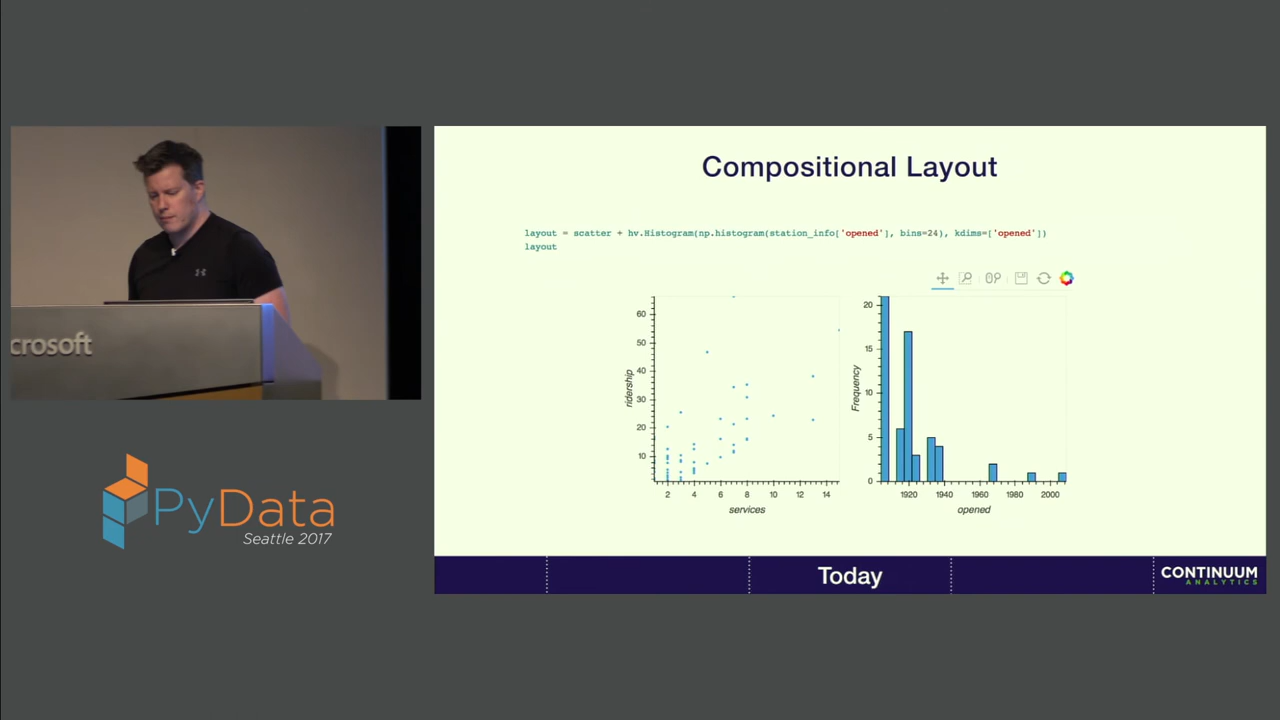 Compositional Layout
layout = scatter + hv.Histogram(np.histogram(station_info['opened'], bins=24), kdims=['opened'])
layout
60
50
40
30
20
10
ridership
2 4 6 8 10 12 14
services
20
15
10
5
0
Frequency
1920 1940 1960 1980 2000
opened
crosoft
PyData
Seattle 2017
Today
CONTINUUM
ANALYTICS